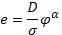 e = D/σ φ^α